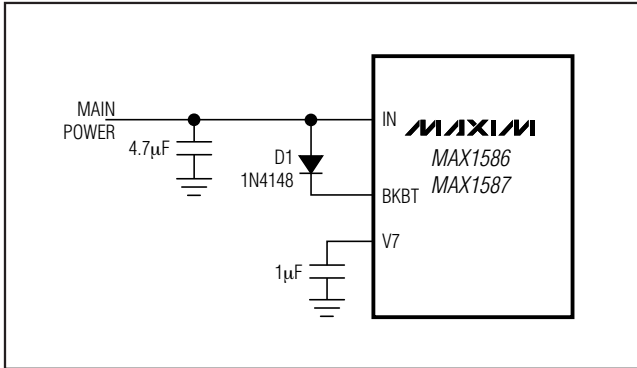 MAIN
POWER
4.7μF
D1
1N4148
IN
MAXIM
MAX1586
MAX1587
BKBT
V7
1μF